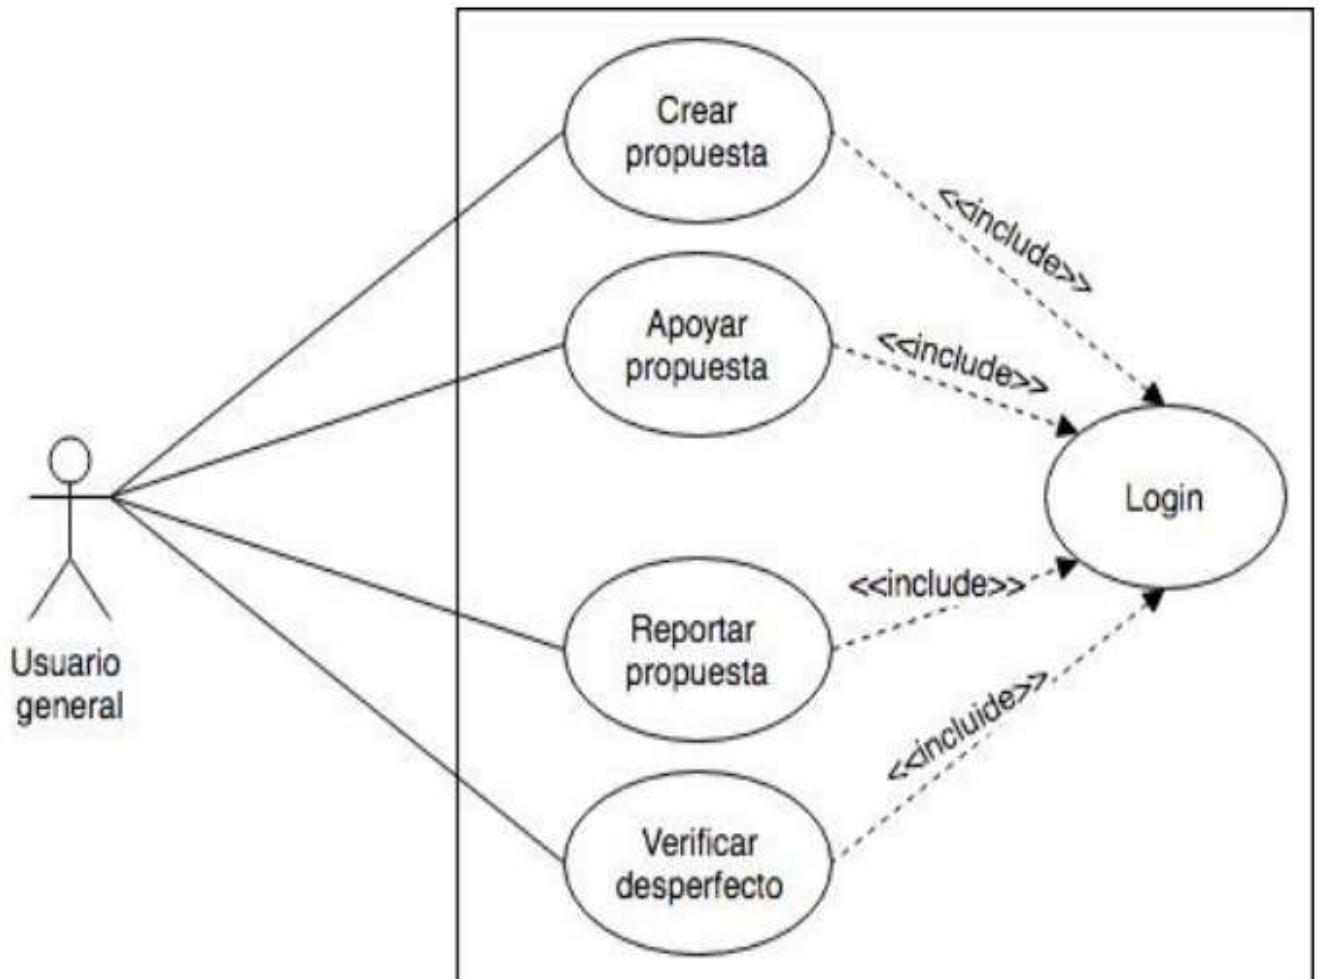 Crear
propuesta
<<include>>
Apoyar
propuesta
<<include>>
Login
<<include>>
Reportar
propuesta
Usuario
general
<<incluide>>
Verificar
desperfecto